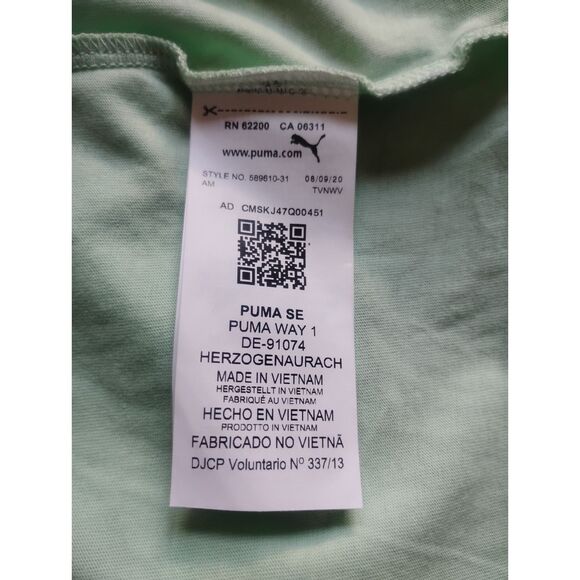 RN 62200 CA 06311
www.puma.com
STYLE NO. 589610-31 08/09/20
AM TVNWV
AD CMSKJ47Q00451
PUMA SE
PUMA WAY 1
DE-91074
HERZOGENAURACH
MADE IN VIETNAM
HERGESTELLT IN VIETNAM
FABRIQUÉ AU VIETNAM
HECHO EN VIETNAM
PRODOTTO IN VIETNAM
FABRICADO NO VIETNÃ
DJCP Voluntario Nº 337/13